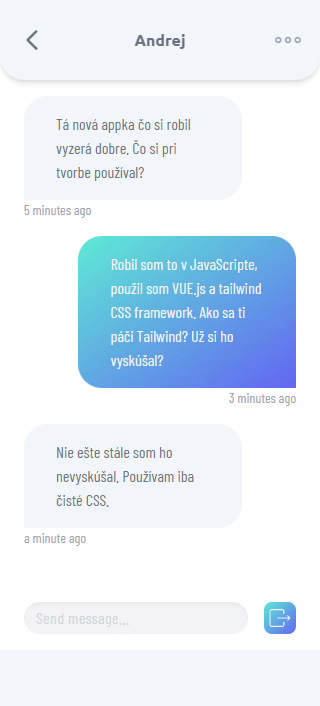 Andrej
Tá nová appka čo si robil
vyzerá dobre. Čo si pri
tvorbe používal?
5 minutes ago
Robil som to v JavaScripte,
použil som VUE.js a tailwind
CSS framework. Ako sa ti
páči Tailwind? Už si ho
vyskúšal?
3 minutes ago
Nie ešte stále som ho
nevyskúšal. Používam iba
čisté CSS.
a minute ago
Send message...